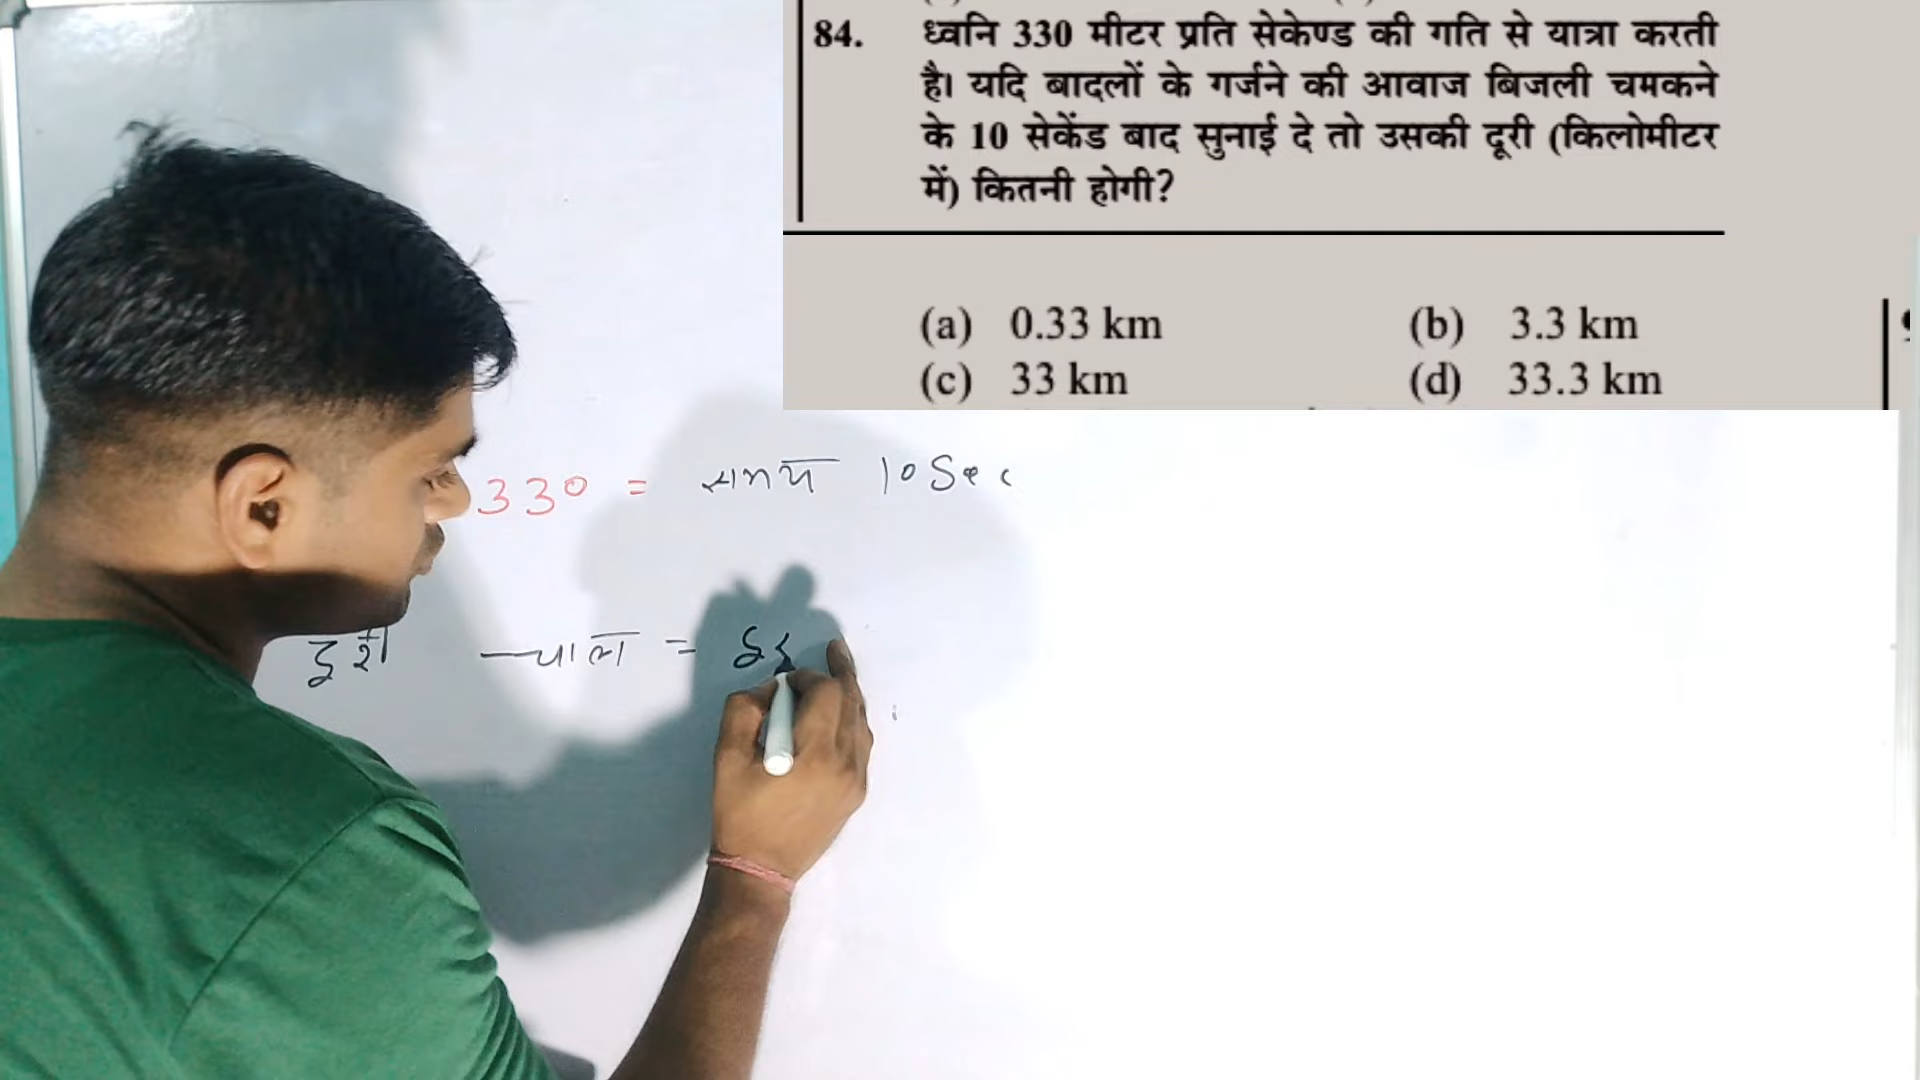 84. ध्वनि 330 मीटर प्रति सेकेण्ड की गति से यात्रा करती
है। यदि बादलों के गर्जने की आवाज बिजली चमकने
के 10 सेकेंड बाद सुनाई दे तो उसकी दूरी (किलोमीटर
में) कितनी होगी?
(a) 0.33 km (b) 3.3 km
(c) 33 km (d) 33.3 km
330 = समय 10 Sec
दूरी चाल =